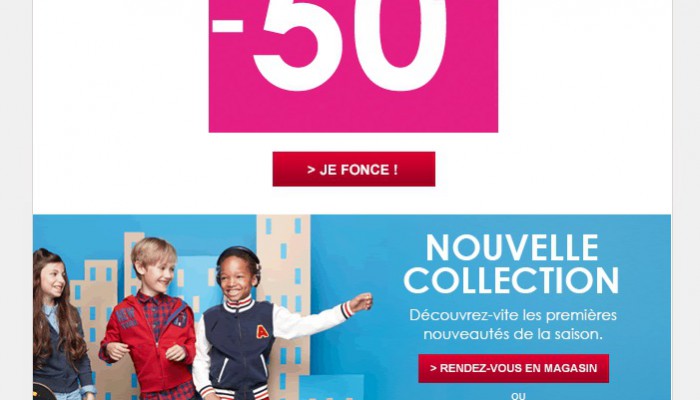 -50
> JE FONCE !
NOUVELLE
COLLECTION
Découvrez-vite les premières
nouveautés de la saison.
> RENDEZ-VOUS EN MAGASIN
OU
A